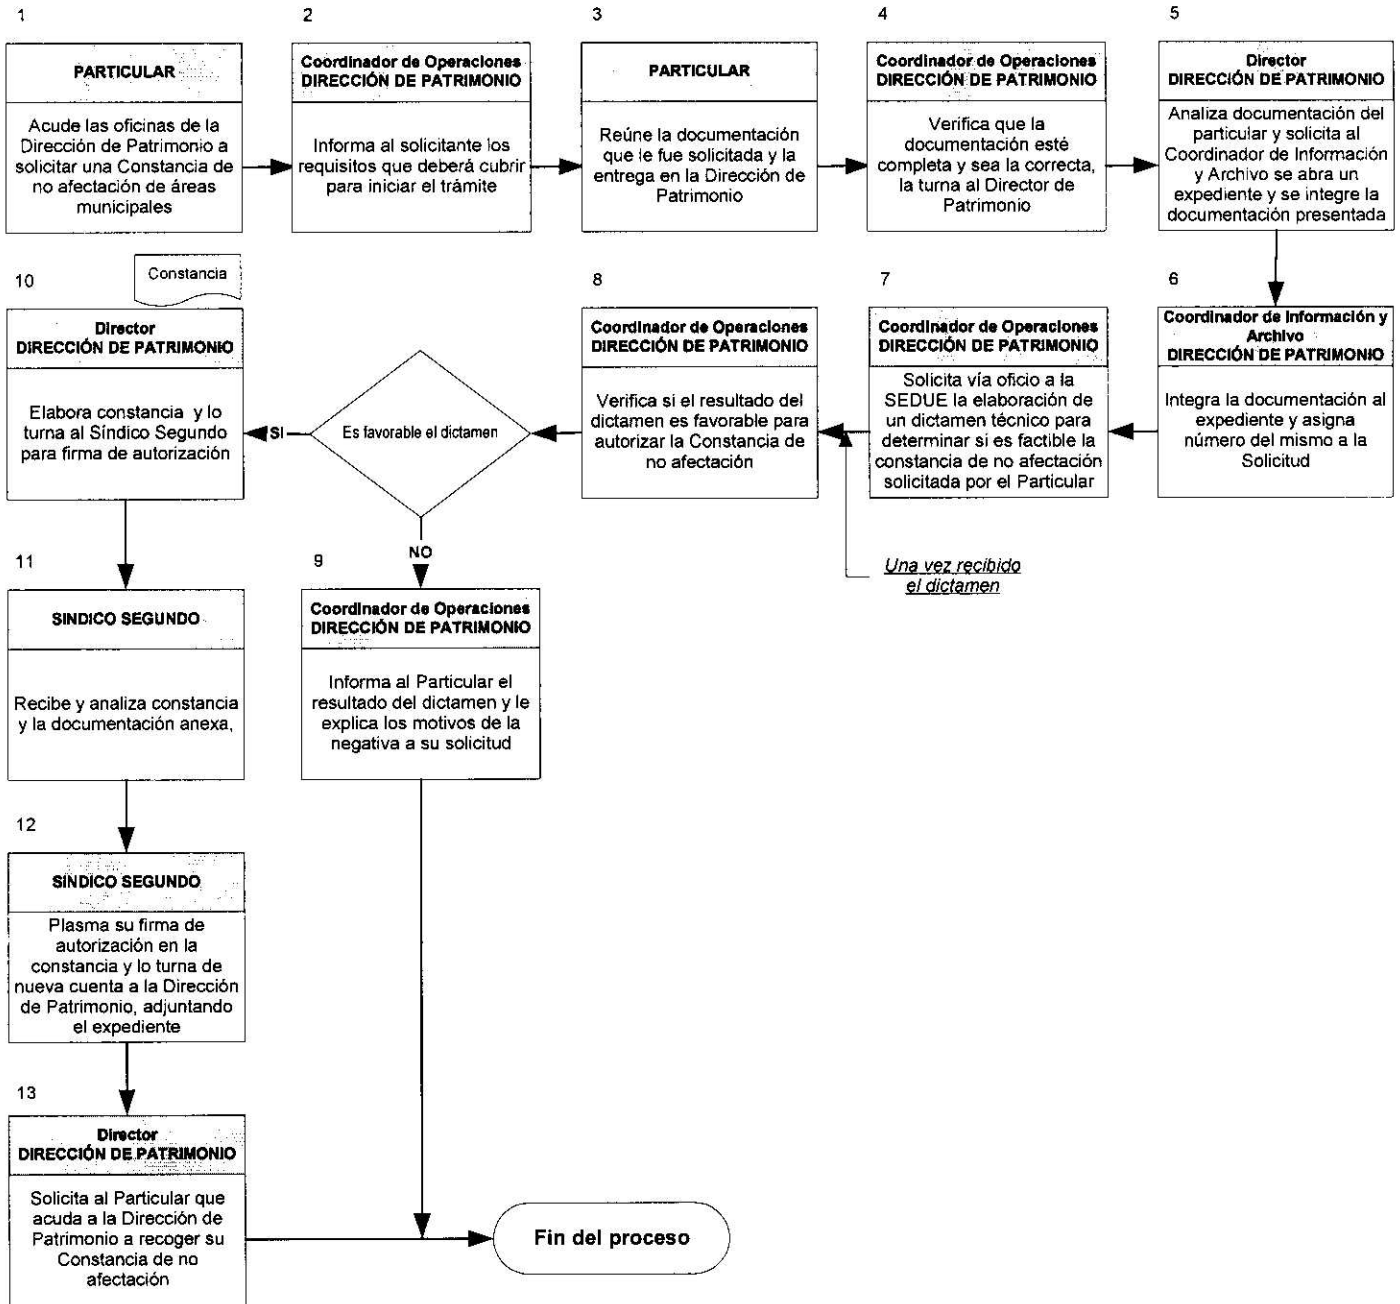 1
PARTICULAR
Acude las oficinas de la
Dirección de Patrimonio a
solicitar una Constancia de
no afectación de áreas
municipales
2
Coordinador de Operaciones
DIRECCIÓN DE PATRIMONIO
Informa al solicitante los
requisitos que deberá cubrir
para iniciar el trámite
3
PARTICULAR
Reúne la documentación
que le fue solicitada y la
entrega en la Dirección de
Patrimonio
4
Coordinador de Operaciones
DIRECCIÓN DE PATRIMONIO
Verifica que la
documentación esté
completa y sea la correcta,
la turna al Director de
Patrimonio
5
Director
DIRECCIÓN DE PATRIMONIO
Analiza documentación del
particular y solicita al
Coordinador de Información
y Archivo se abra un
expediente y se integre la
documentación presentada
6
Coordinador de Información y
Archivo
DIRECCIÓN DE PATRIMONIO
Integra la documentación al
expediente y asigna
número del mismo a la
Solicitud
7
Coordinador de Operaciones
DIRECCIÓN DE PATRIMONIO
Solicita vía oficio a la
SEDUE la elaboración de
un dictamen técnico para
determinar si es factible la
constancia de no afectación
solicitada por el Particular
Una vez recibido
el dictamen
8
Coordinador de Operaciones
DIRECCIÓN DE PATRIMONIO
Verifica si el resultado del
dictamen es favorable para
autorizar la Constancia de
no afectación
Es favorable el dictamen
SI
NO
9
Coordinador de Operaciones
DIRECCIÓN DE PATRIMONIO
Informa al Particular el
resultado del dictamen y le
explica los motivos de la
negativa a su solicitud
10
Constancia
Director
DIRECCIÓN DE PATRIMONIO
Elabora constancia y lo
turna al Síndico Segundo
para firma de autorización
11
SINDICO SEGUNDO
Recibe y analiza constancia
y la documentación anexa,
12
SÍNDICO SEGUNDO
Plasma su firma de
autorización en la
constancia y lo turna de
nueva cuenta a la Dirección
de Patrimonio, adjuntando
el expediente
13
Director
DIRECCIÓN DE PATRIMONIO
Solicita al Particular que
acuda a la Dirección de
Patrimonio a recoger su
Constancia de no
afectación
Fin del proceso